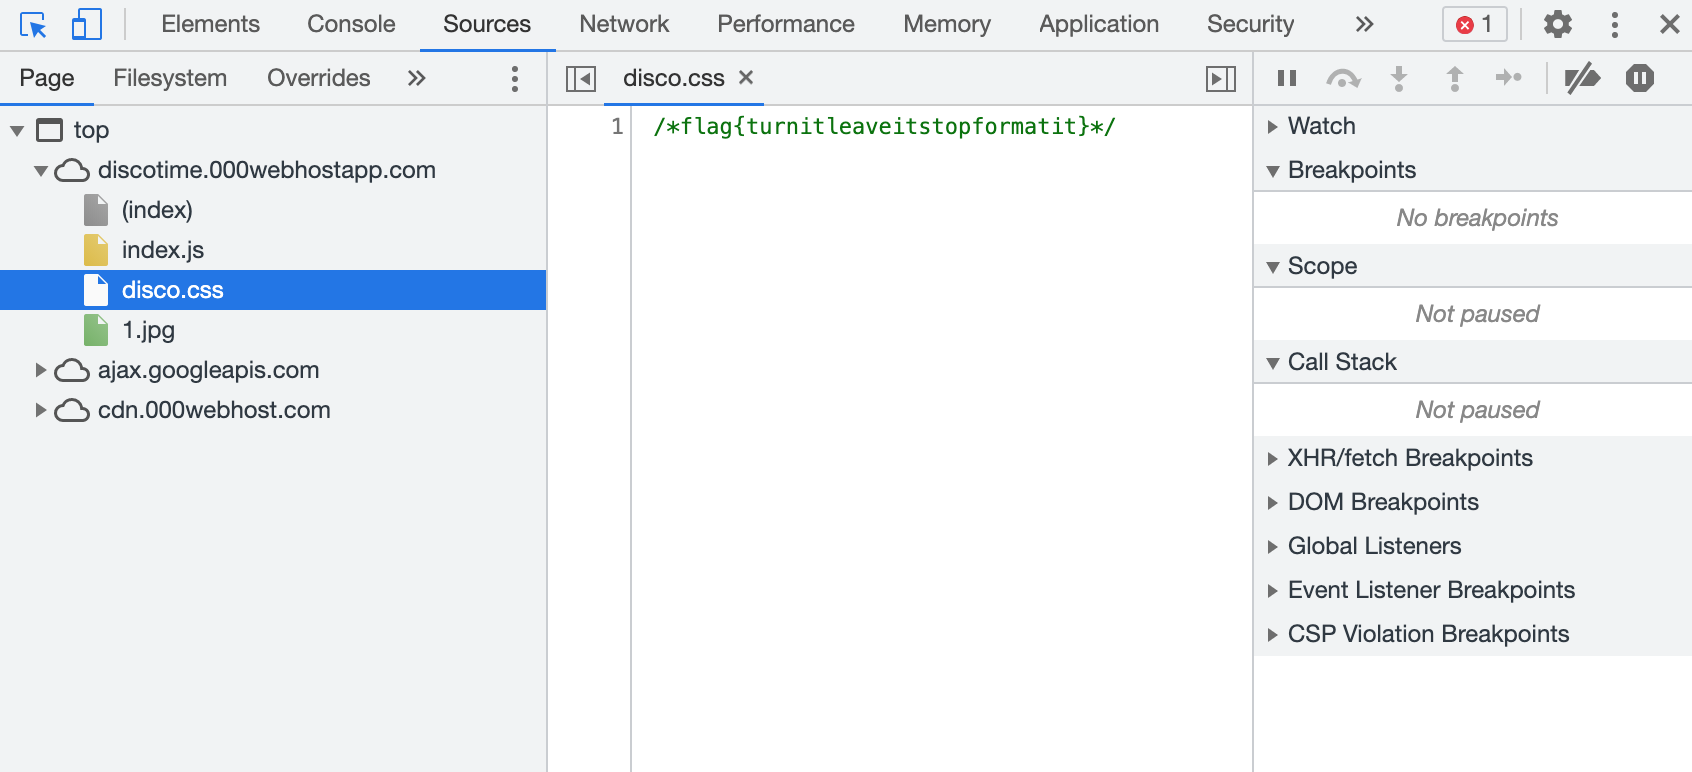 Elements Console Sources Network Performance Memory Application Security » 1
Page Filesystem Overrides »
disco.css ×
top
discotime.000webhostapp.com
(index)
index.js
disco.css
1.jpg
ajax.googleapis.com
cdn.000webhost.com
1 /*flag{turnitleaveitstopformatit}*/
Watch
Breakpoints
No breakpoints
Scope
Not paused
Call Stack
Not paused
XHR/fetch Breakpoints
DOM Breakpoints
Global Listeners
Event Listener Breakpoints
CSP Violation Breakpoints